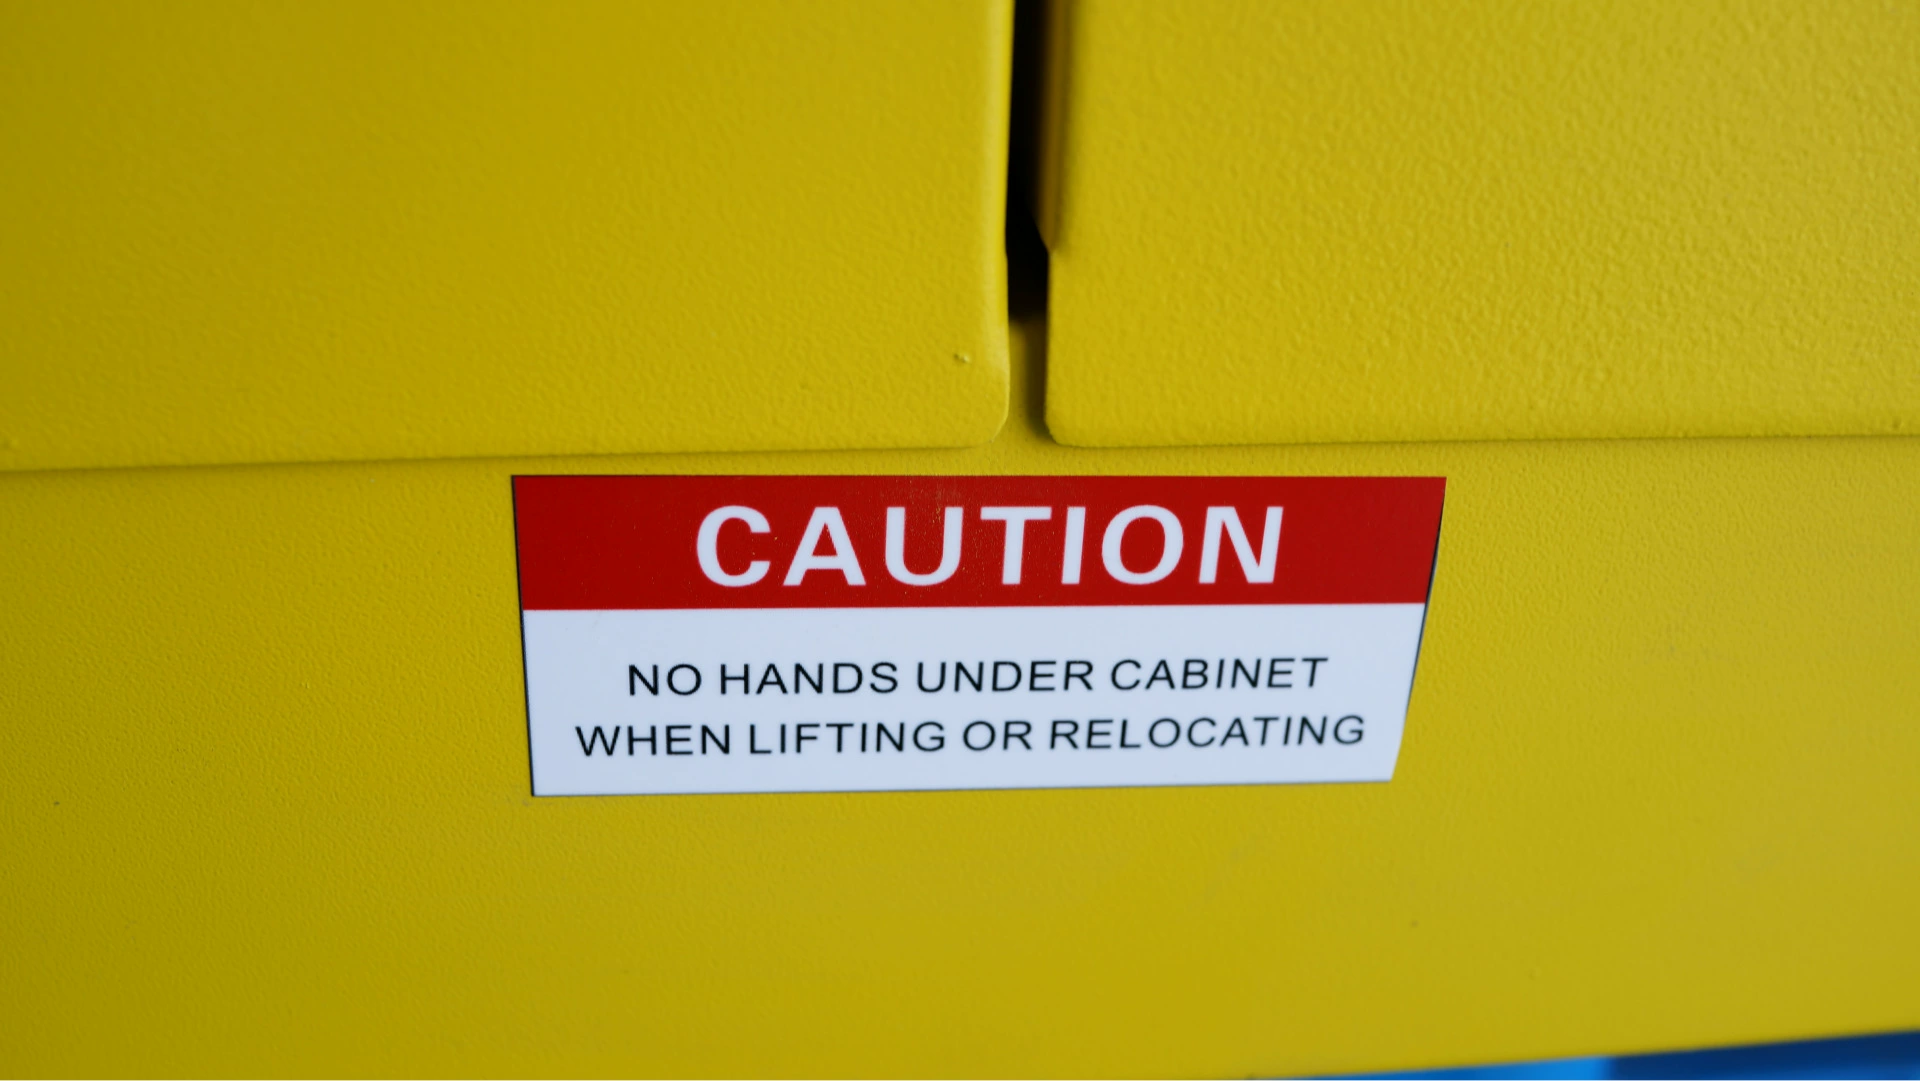 CAUTION
NO HANDS UNDER CABINET
WHEN LIFTING OR RELOCATING